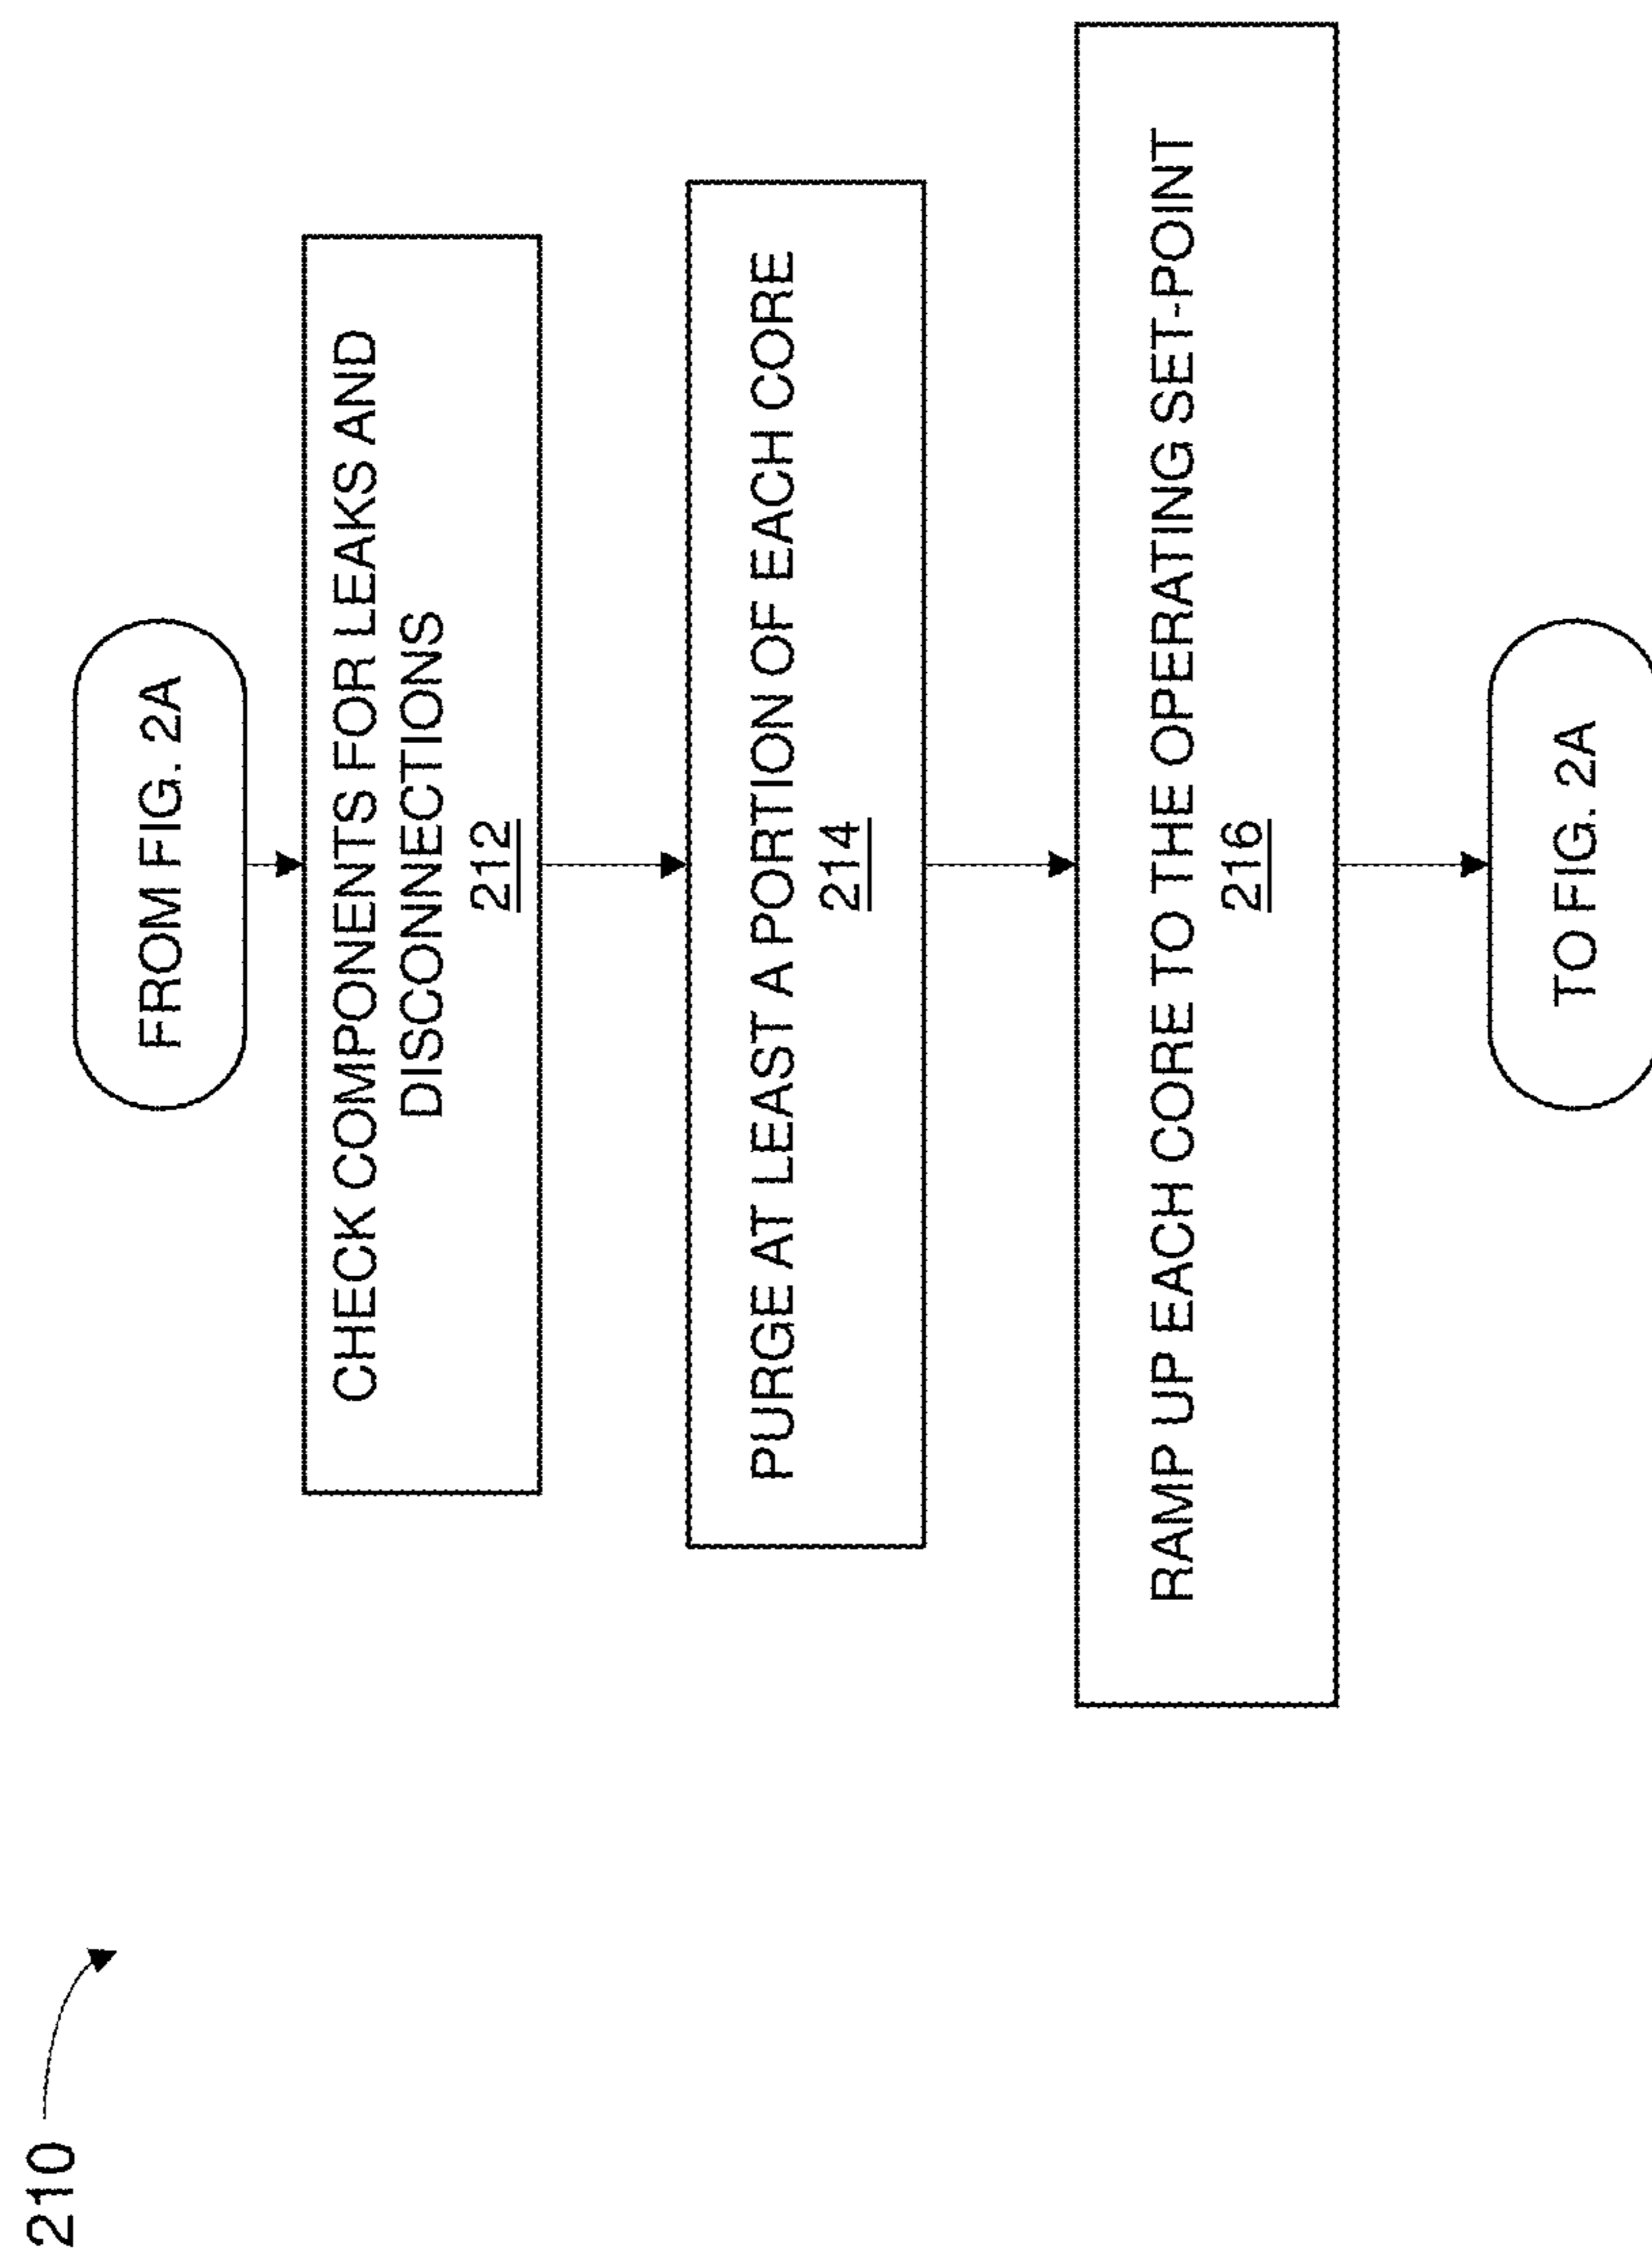 210
FROM FIG. 2A
CHECK COMPONENTS FOR LEAKS AND
DISCONNECTIONS
212
PURGE AT LEAST A PORTION OF EACH CORE
214
RAMP UP EACH CORE TO THE OPERATING SET-POINT
216
TO FIG. 2A